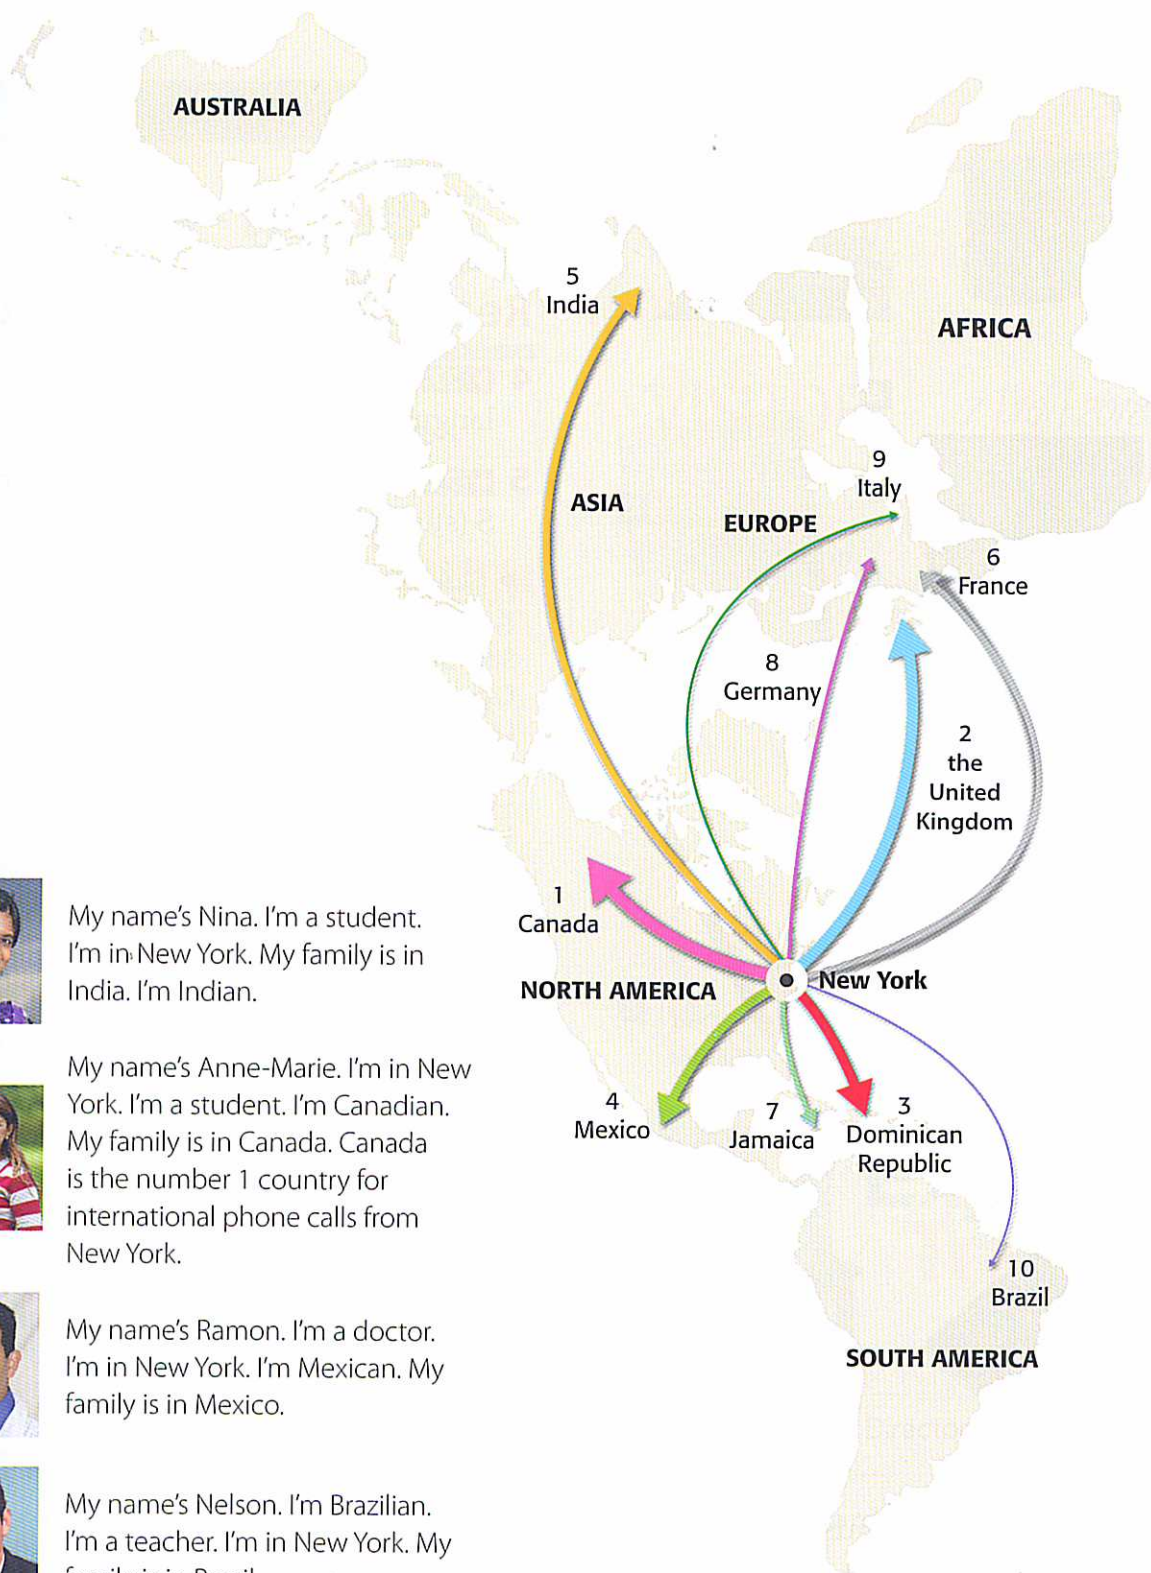 AUSTRALIA
5
India
AFRICA
9
Italy
ASIA
EUROPE
6
France
8
Germany
2
the
United
Kingdom
1
Canada
New York
NORTH AMERICA
4
Mexico
7
Jamaica
3
Dominican
Republic
10
Brazil
SOUTH AMERICA
My name's Nina. I'm a student.
I'm in New York. My family is in
India. I'm Indian.
My name's Anne-Marie. I'm in New
York. I'm a student. I'm Canadian.
My family is in Canada. Canada
is the number 1 country for
international phone calls from
New York.
My name's Ramon. I'm a doctor.
I'm in New York. I'm Mexican. My
family is in Mexico.
My name's Nelson. I'm Brazilian.
I'm a teacher. I'm in New York. My